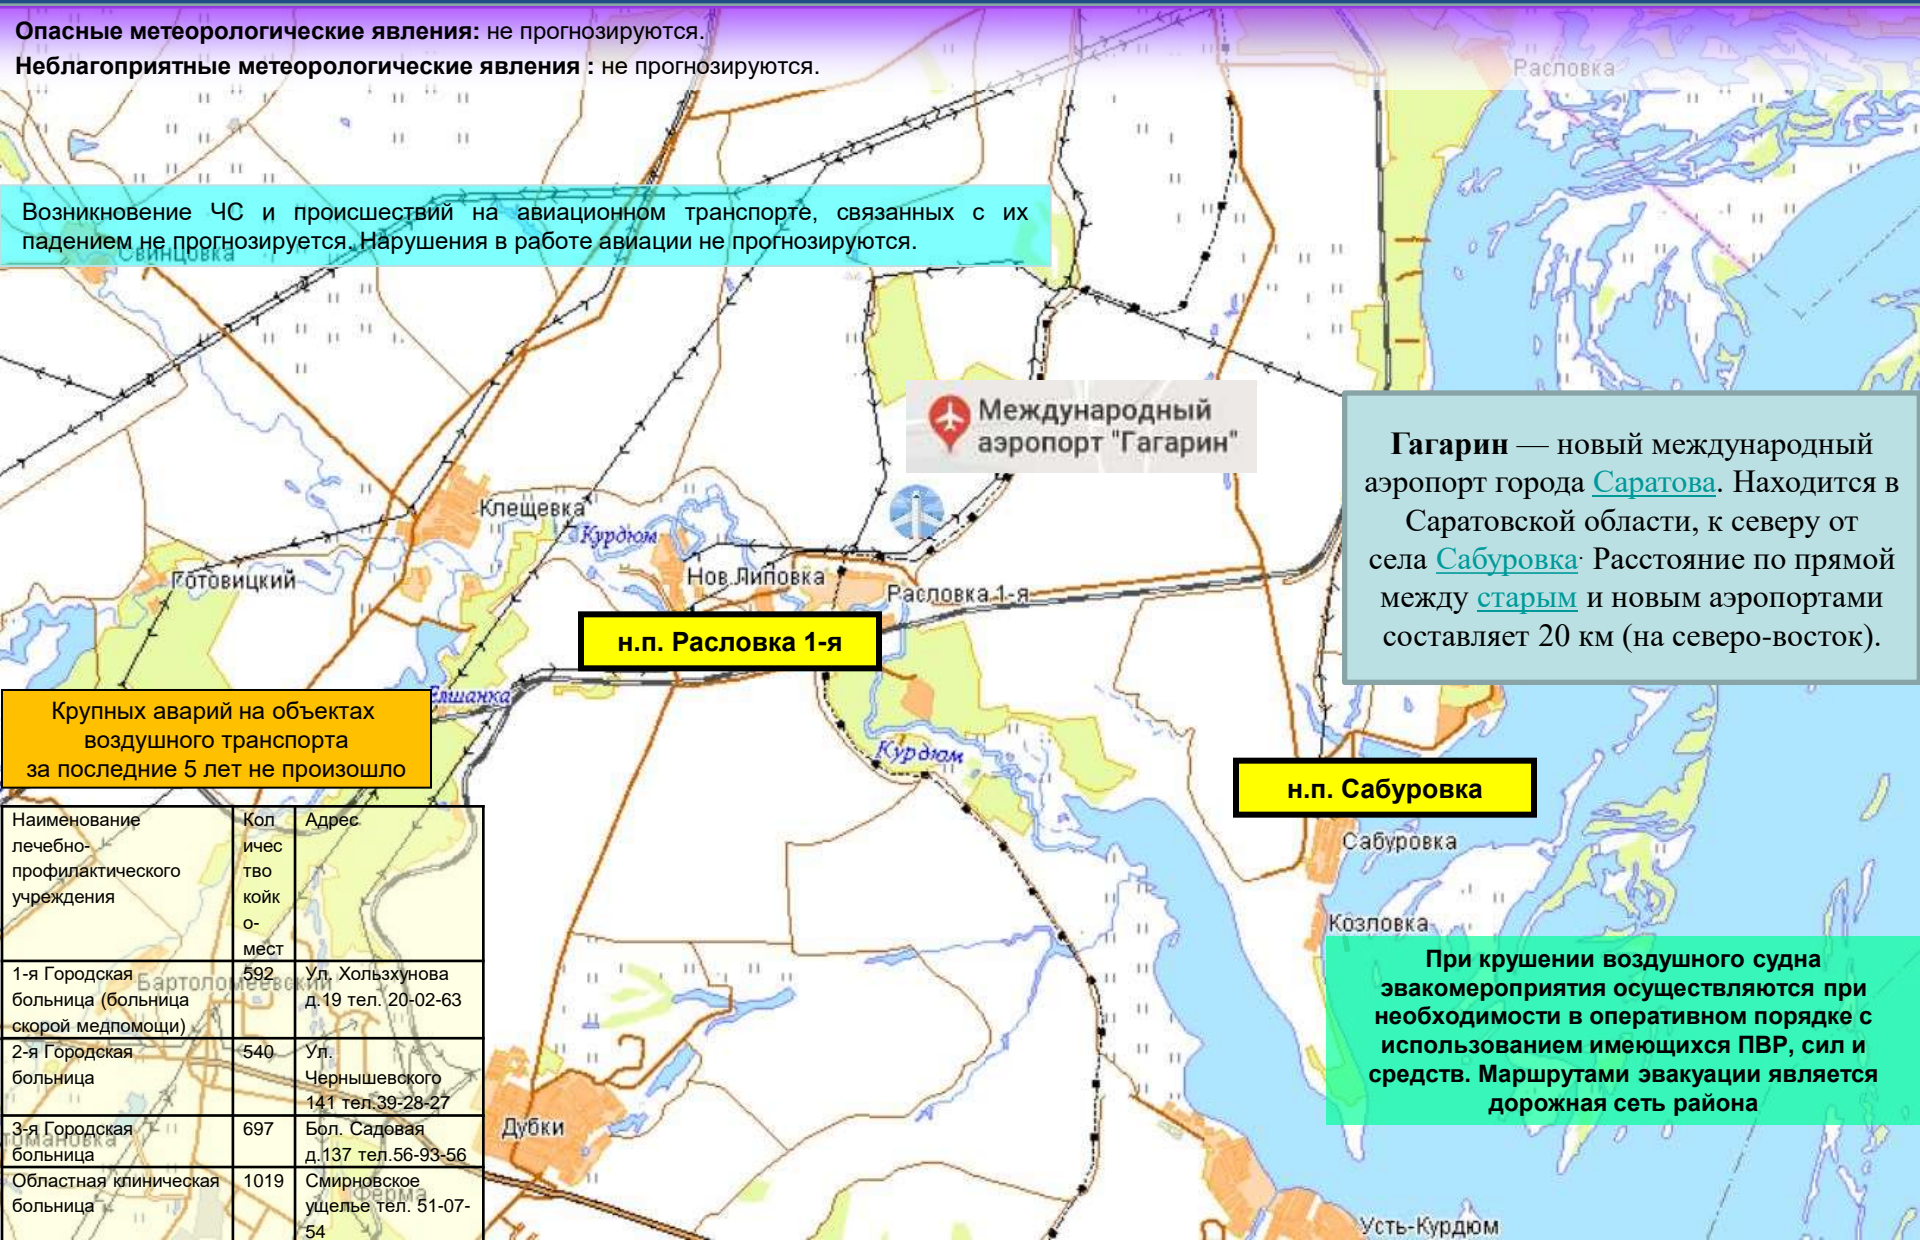 Опасные метеорологические явления: не прогнозируются.
Неблагоприятные метеорологические явления : не прогнозируются.
Расловка
Возникновение ЧС и происшествий на авиационном транспорте, связанных с их
падением не прогнозируется. Нарушения в работе авиации не прогнозируются.
Свинцовка
Международный
аэропорт "Гагарин"
Гагарин — новый международный
аэропорт города Саратова. Находится в
Саратовской области, к северу от
села Сабуровка. Расстояние по прямой
между старым и новым аэропортами
составляет 20 км (на северо-восток).
Клещевка
Курдюм
Готовицкий
Нов.Липовка
Расловка 1-я
н.п. Расловка 1-я
Елшанка
Крупных аварий на объектах
воздушного транспорта
за последние 5 лет не произошло
Курдюм
н.п. Сабуровка
Сабуровка
Козловка
При крушении воздушного судна
эвакомероприятия осуществляются при
необходимости в оперативном порядке с
использованием имеющихся ПВР, сил и
средств. Маршрутами эвакуации является
дорожная сеть района
Наименование
лечебно-
профилактического
учреждения
Кол
ичес
тво
койк
о-
мест
Адрес
1-я Городская
больница (больница
скорой медпомощи)
592
Ул. Хользунова
д.19 тел. 20-02-63
Бартоломеевский
2-я Городская
больница
540
Ул.
Чернышевского
141 тел.39-28-27
3-я Городская
больница
697
Бол. Садовая
д.137 тел.56-93-56
Областная клиническая
больница
1019
Смирновское
ущелье тел. 51-07-
54
Ферма
Дубки
Усть-Курдюм